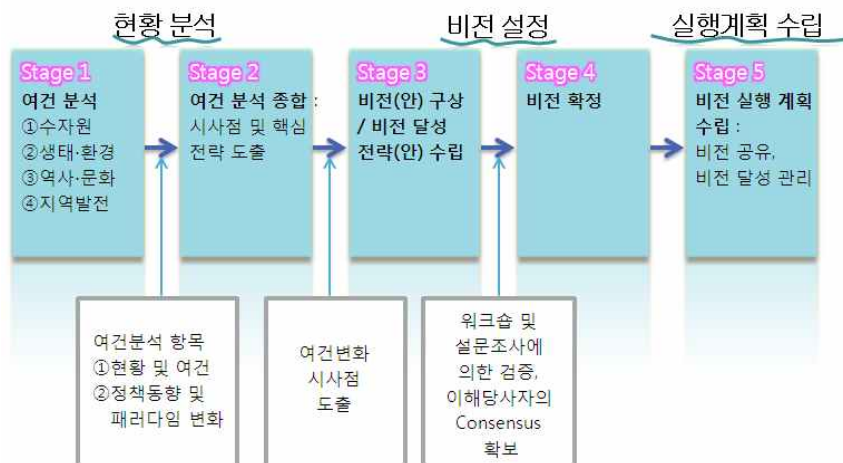 현황 분석
비전 설정
실행계획 수립
Stage 1
여건 분석
①수자원
②생태·환경
③역사·문화
④지역발전
Stage 2
여건 분석 종합 :
시사점 및 핵심
전략 도출
Stage 3
비전(안) 구상
/ 비전 달성
전략(안) 수립
Stage 4
비전 확정
Stage 5
비전 실행 계획
수립 :
비전 공유,
비전 달성 관리
여건분석 항목
①현황 및 여건
②정책동향 및
패러다임 변화
여건변화
시사점
도출
워크숍 및
설문조사에
의한 검증,
이해당사자의
Consensus
확보